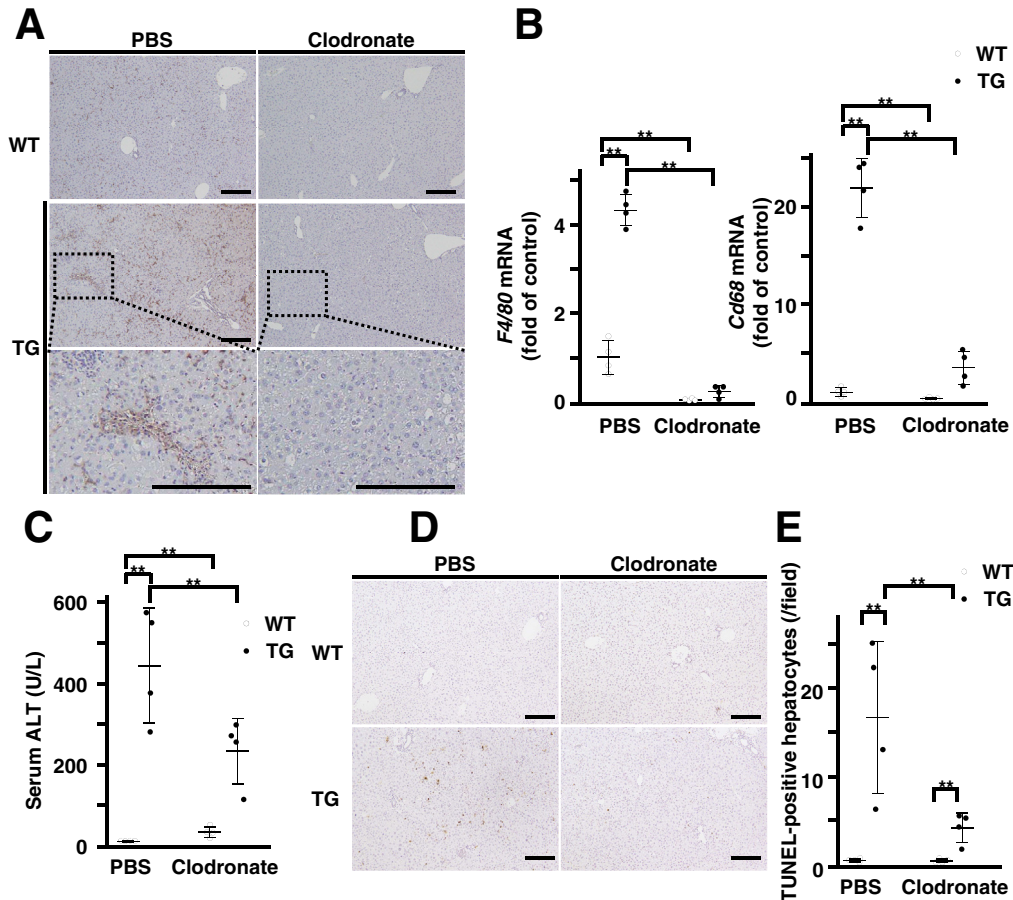 A
PBS
Clodronate
WT
TG
B
WT
TG
**
**
**
F4/80 mRNA
(fold of control)
4
2
0
PBS
Clodronate
**
**
**
Cd68 mRNA
(fold of control)
20
10
0
PBS
Clodronate
C
**
**
**
Serum ALT (U/L)
600
400
200
0
WT
TG
PBS
Clodronate
D
PBS
Clodronate
WT
TG
E
WT
TG
**
**
**
TUNEL-positive hepatocytes (/field)
20
10
0
PBS
Clodronate